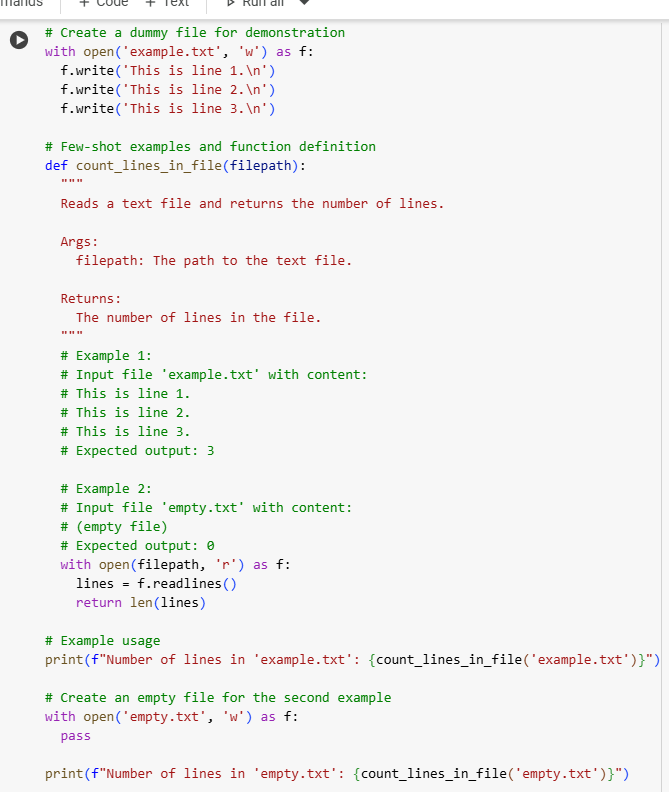 + Code + Text Run all
# Create a dummy file for demonstration
with open('example.txt', 'w') as f:
  f.write('This is line 1.\n')
  f.write('This is line 2.\n')
  f.write('This is line 3.\n')

# Few-shot examples and function definition
def count_lines_in_file(filepath):
  """
  Reads a text file and returns the number of lines.

  Args:
    filepath: The path to the text file.

  Returns:
    The number of lines in the file.
  """
  # Example 1:
  # Input file 'example.txt' with content:
  # This is line 1.
  # This is line 2.
  # This is line 3.
  # Expected output: 3

  # Example 2:
  # Input file 'empty.txt' with content:
  # (empty file)
  # Expected output: 0
  with open(filepath, 'r') as f:
    lines = f.readlines()
    return len(lines)

# Example usage
print(f"Number of lines in 'example.txt': {count_lines_in_file('example.txt')}")

# Create an empty file for the second example
with open('empty.txt', 'w') as f:
  pass

print(f"Number of lines in 'empty.txt': {count_lines_in_file('empty.txt')}")